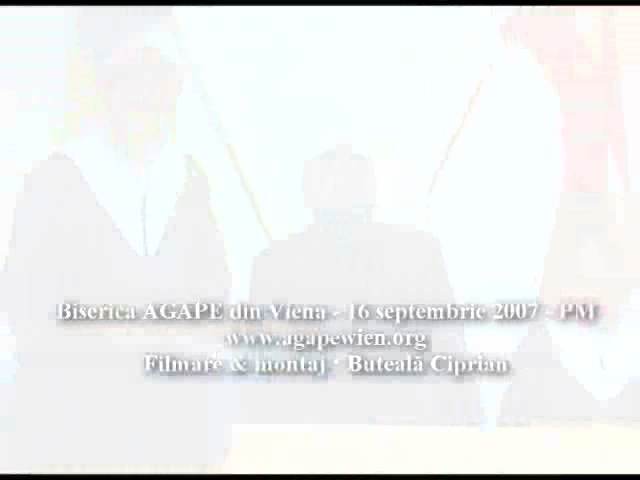 Biserica AGAPE din Viena - 16 septembrie 2007 - PM
www.agapewien.org
Filmare & montaj · Buteală Ciprian